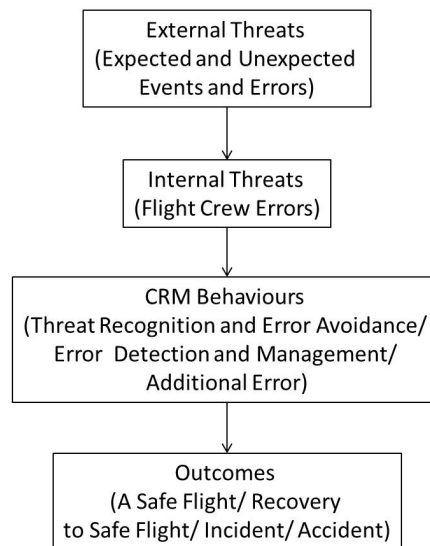 External Threats
(Expected and Unexpected
Events and Errors)
Internal Threats
(Flight Crew Errors)
CRM Behaviours
(Threat Recognition and Error Avoidance/
Error Detection and Management/
Additional Error)
Outcomes
(A Safe Flight/ Recovery
to Safe Flight/ Incident/ Accident)